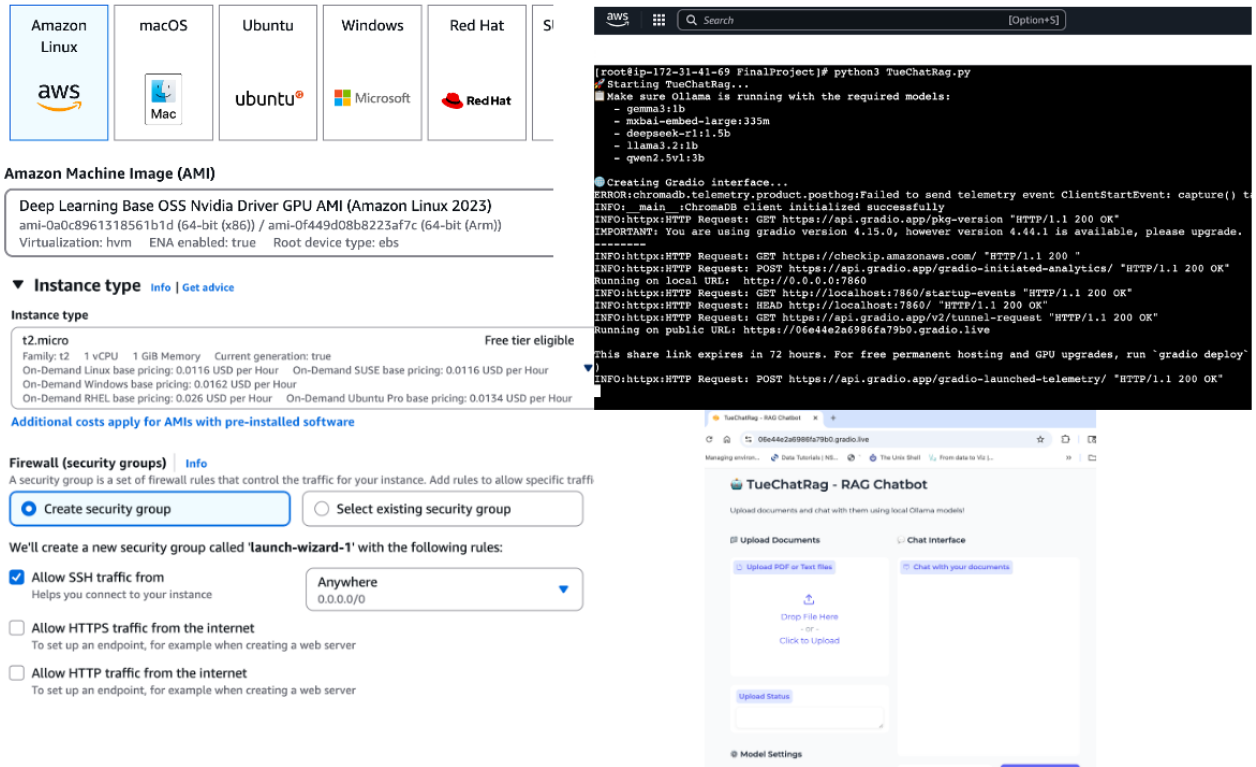 Amazon
Linux
aws
macOS
Mac
Ubuntu
ubuntu
Windows
Microsoft
Red Hat
Red Hat
Amazon Machine Image (AMI)
Deep Learning Base OSS Nvidia Driver GPU AMI (Amazon Linux 2023)
ami-0a0c8961318561b1d (64-bit (x86)) / ami-0f449d08b8223af7c (64-bit (Arm))
Virtualization: hvm ENA enabled: true Root device type: ebs
Instance type Info | Get advice
Instance type
t2.micro Free tier eligible
Family: t2 1 vCPU 1 GiB Memory Current generation: true
On-Demand Linux base pricing: 0.0116 USD per Hour On-Demand SUSE base pricing: 0.0116 USD per Hour
On-Demand Windows base pricing: 0.0162 USD per Hour
On-Demand RHEL base pricing: 0.026 USD per Hour On-Demand Ubuntu Pro base pricing: 0.0134 USD per Hour
Additional costs apply for AMIs with pre-installed software
Firewall (security groups) Info
A security group is a set of firewall rules that control the traffic for your instance. Add rules to allow specific traffi
Create security group
Select existing security group
We'll create a new security group called 'launch-wizard-1' with the following rules:
Allow SSH traffic from
Helps you connect to your instance
Anywhere
0.0.0.0/0
Allow HTTPS traffic from the internet
To set up an endpoint, for example when creating a web server
Allow HTTP traffic from the internet
To set up an endpoint, for example when creating a web server
aws Search [Option+S]
[root@ip-172-31-41-69 FinalProject]# python3 TueChatRag.py
Starting TueChatRag...
Make sure Ollama is running with the required models:
- gemma3:1b
- mxbai-embed-large:335m
- deepseek-r1:1.5b
- llama3.2:1b
- qwen2.5vl:3b
Creating Gradio interface...
ERROR:chromadb.telemetry.product.posthog:Failed to send telemetry event ClientStartEvent: capture() ta
INFO:__main__:ChromaDB client initialized successfully
INFO:httpx:HTTP Request: GET https://api.gradio.app/pkg-version "HTTP/1.1 200 OK"
IMPORTANT: You are using gradio version 4.15.0, however version 4.44.1 is available, please upgrade.
--------
INFO:httpx:HTTP Request: GET https://checkip.amazonaws.com/ "HTTP/1.1 200 "
INFO:httpx:HTTP Request: POST https://api.gradio.app/gradio-initiated-analytics/ "HTTP/1.1 200 OK"
Running on local URL: http://0.0.0.0:7860
INFO:httpx:HTTP Request: GET http://localhost:7860/startup-events "HTTP/1.1 200 OK"
INFO:httpx:HTTP Request: HEAD http://localhost:7860/ "HTTP/1.1 200 OK"
INFO:httpx:HTTP Request: GET https://api.gradio.app/v2/tunnel-request "HTTP/1.1 200 OK"
Running on public URL: https://06e44e2a6986fa79b0.gradio.live
This share link expires in 72 hours. For free permanent hosting and GPU upgrades, run `gradio deploy`
)
INFO:httpx:HTTP Request: POST https://api.gradio.app/gradio-launched-telemetry/ "HTTP/1.1 200 OK"
TueChatRag - RAG Chatbot
06e44e2a6986fa79b0.gradio.live
Managing environ... Data Tutorials | NS... The Unix Shell From data to Viz |...
TueChatRag - RAG Chatbot
Upload documents and chat with them using local Ollama models!
Upload Documents
Chat Interface
Upload PDF or Text files
Chat with your documents
Drop File Here
- or -
Click to Upload
Upload Status
Model Settings